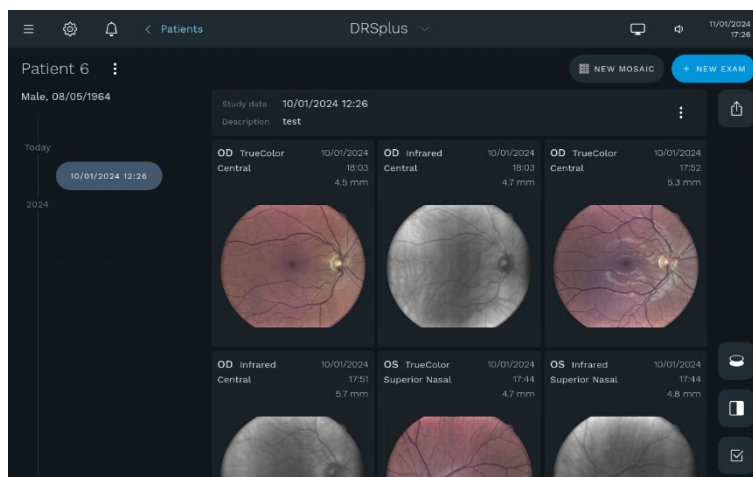 Patients
DRSplus
11/01/2024
17:26
Patient 6
NEW MOSAIC
+ NEW EXAM
Male, 08/05/1964
Study date 10/01/2024 12:26
Description test
Today
10/01/2024 12:26
2024
OD TrueColor 10/01/2024
Central 18:03
4.5 mm
OD Infrared 10/01/2024
Central 18:03
4.7 mm
OD TrueColor 10/01/2024
Central 17:52
5.3 mm
OD Infrared 10/01/2024
Central 17:51
5.7 mm
OS TrueColor 10/01/2024
Superior Nasal 17:44
4.7 mm
OS Infrared 10/01/2024
Superior Nasal 17:44
4.8 mm